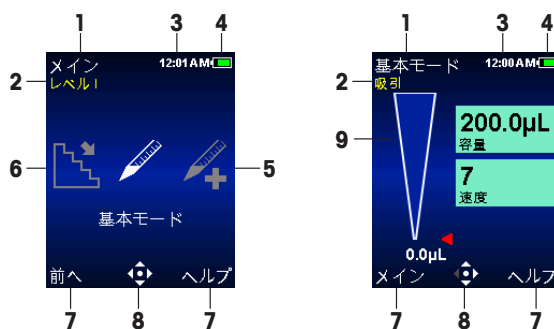 1 3 4
メイン 12:01AM
2 レベル1
6 5
基本モード
前へ ヘルプ
7 8 7
1 3 4
基本モード 12:00AM
2 吸引
9
200.0µL
容量
7
速度
0.0µL
メイン ヘルプ
7 8 7